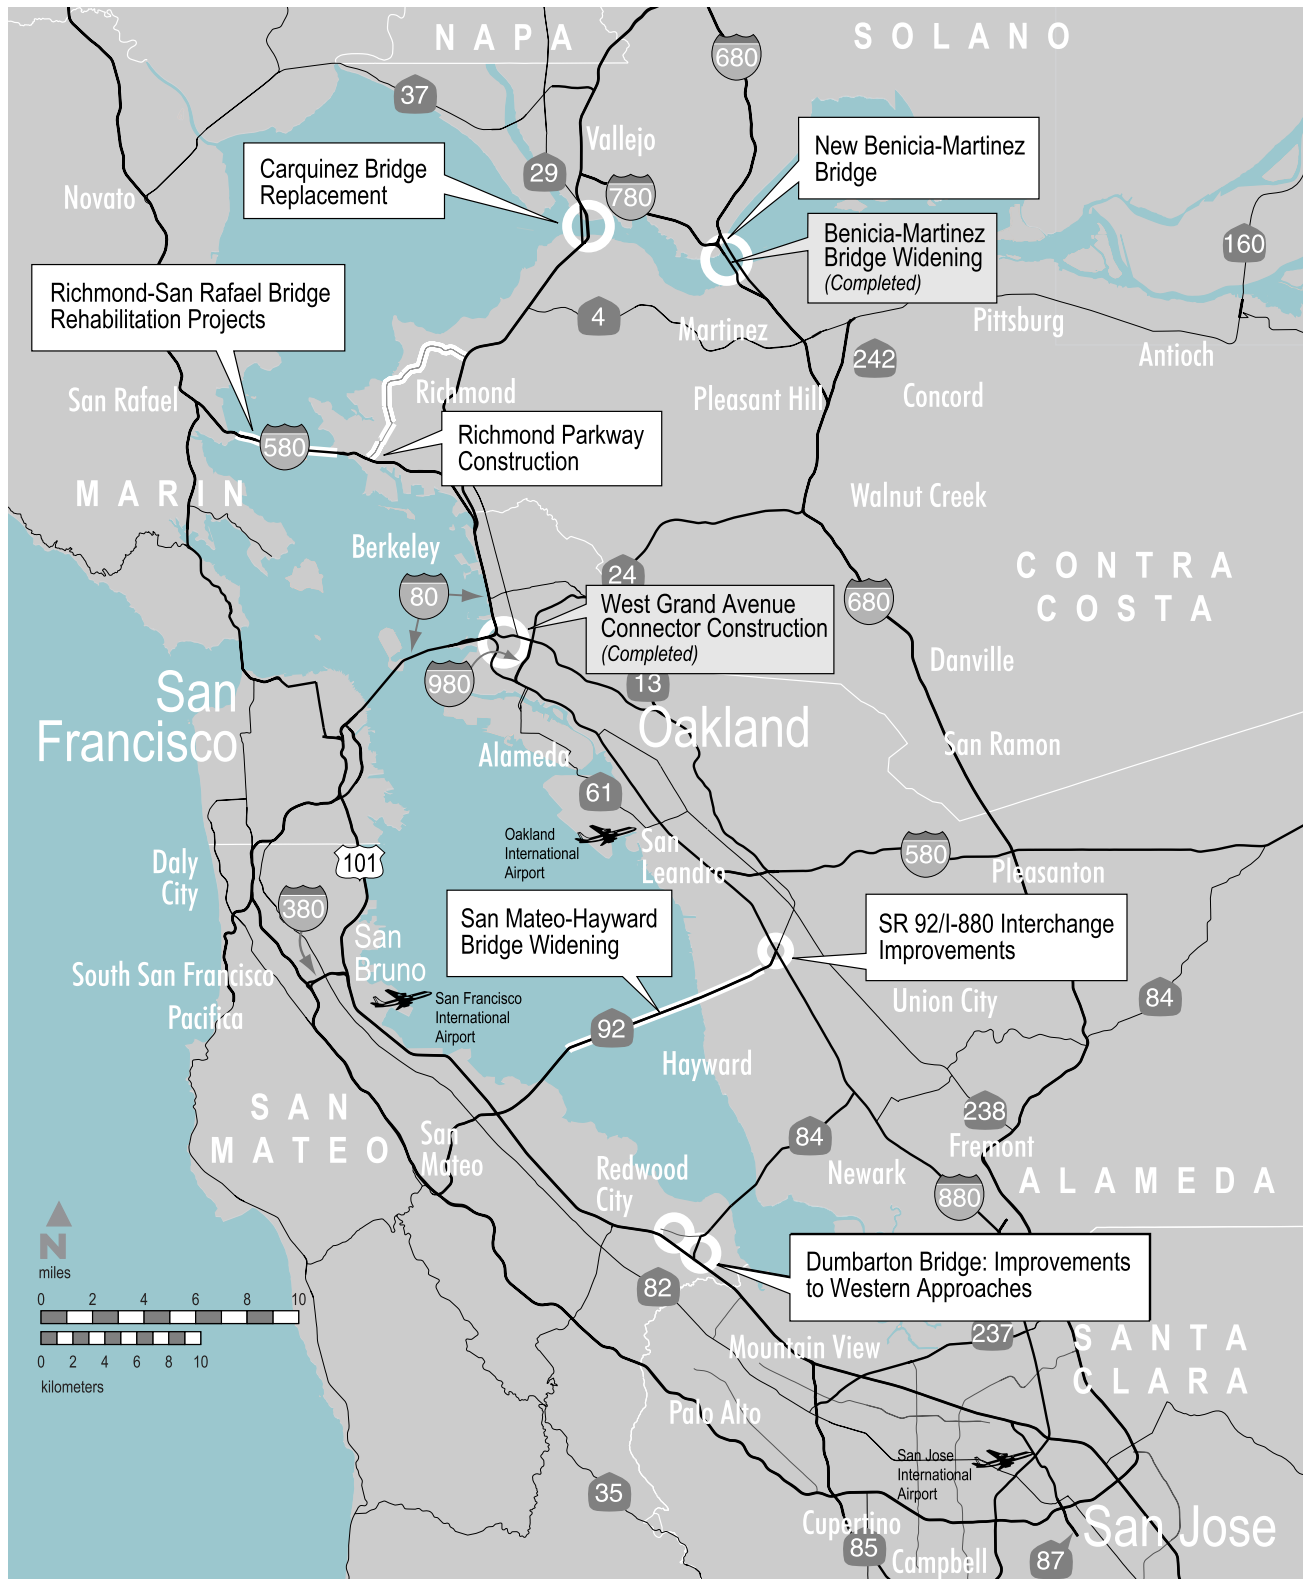 NAPA
SOLANO
680
37
Vallejo
New Benicia-Martinez
Bridge
Carquinez Bridge
Replacement
29
780
Novato
Benicia-Martinez
Bridge Widening
(Completed)
160
Richmond-San Rafael Bridge
Rehabilitation Projects
4
Martinez
Pittsburg
Antioch
242
San Rafael
Richmond
Pleasant Hill
Concord
580
Richmond Parkway
Construction
MARIN
Walnut Creek
Berkeley
24
CONTRA
COSTA
80
680
West Grand Avenue
Connector Construction
(Completed)
980
13
Danville
San
Francisco
Oakland
Alameda
San Ramon
61
Oakland
International
Airport
San
Leandro
101
Daly
City
580
Pleasanton
380
San Mateo-Hayward
Bridge Widening
SR 92/I-880 Interchange
Improvements
San
Bruno
South San Francisco
Pacifica
San Francisco
International
Airport
92
Union City
84
Hayward
SAN
MATEO
San
Mateo
238
Fremont
84
Redwood
City
Newark
880
ALAMEDA
N
miles
0 2 4 6 8 10
0 2 4 6 8 10
kilometers
Dumbarton Bridge: Improvements
to Western Approaches
82
237
Mountain View
SANTA
CLARA
Palo Alto
San Jose
International
Airport
35
Cupertino
85
Campbell
87
San Jose